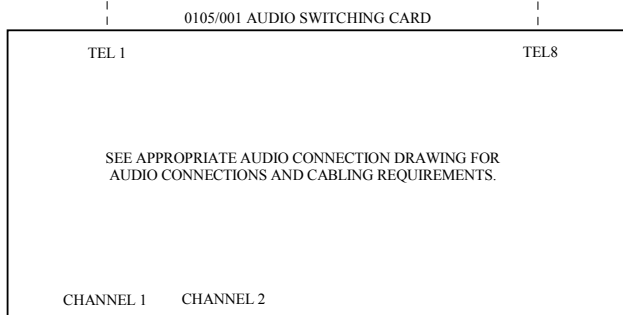 0105/001 AUDIO SWITCHING CARD
TEL 1 TEL8
SEE APPROPRIATE AUDIO CONNECTION DRAWING FOR
AUDIO CONNECTIONS AND CABLING REQUIREMENTS.
CHANNEL 1 CHANNEL 2